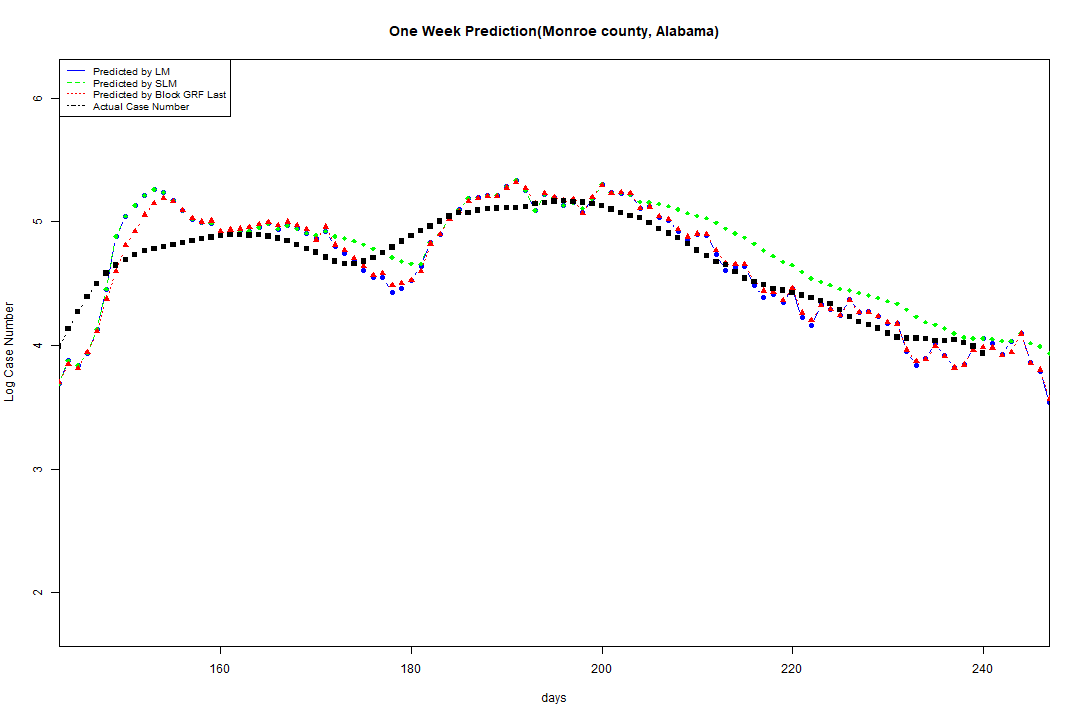 One Week Prediction(Monroe county, Alabama)
Predicted by LM
Predicted by SLM
Predicted by Block GRF Last
Actual Case Number
6
5
4
3
2
Log Case Number
160 180 200 220 240
days